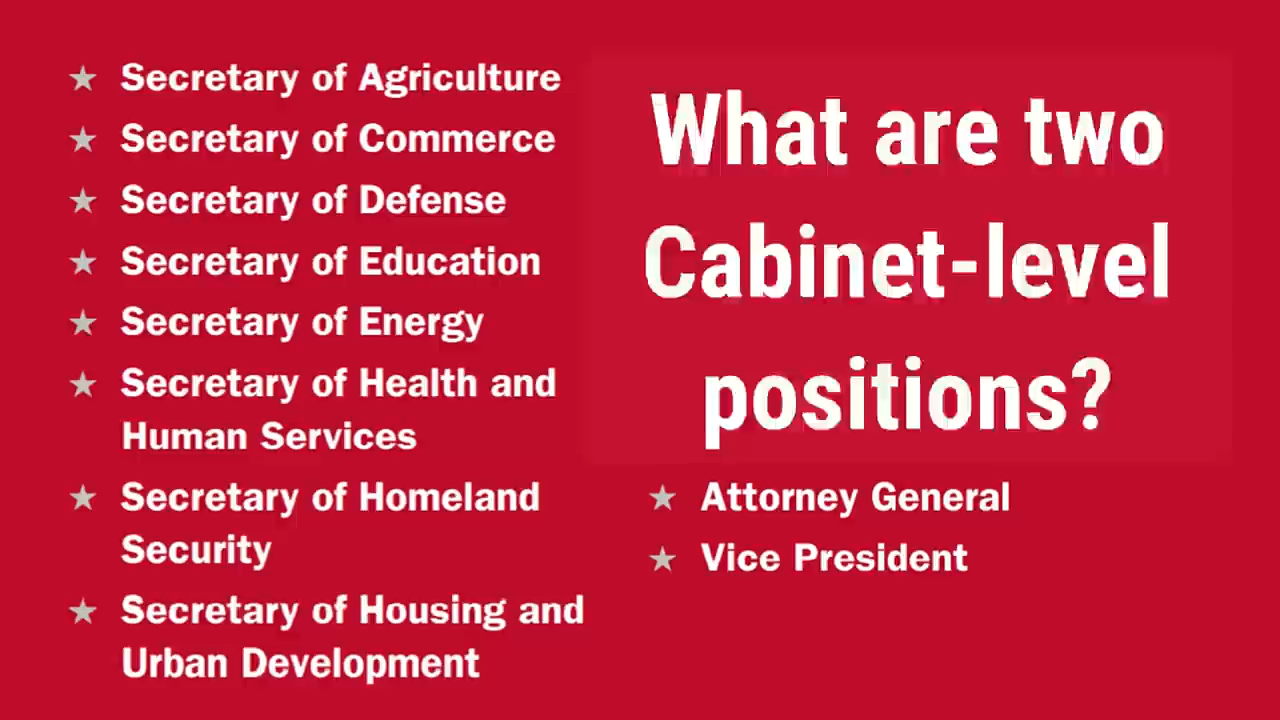 Secretary of Agriculture
Secretary of Commerce
Secretary of Defense
Secretary of Education
Secretary of Energy
Secretary of Health and
Human Services
Secretary of Homeland
Security
Secretary of Housing and
Urban Development
What are two
Cabinet-level
positions?
Attorney General
Vice President